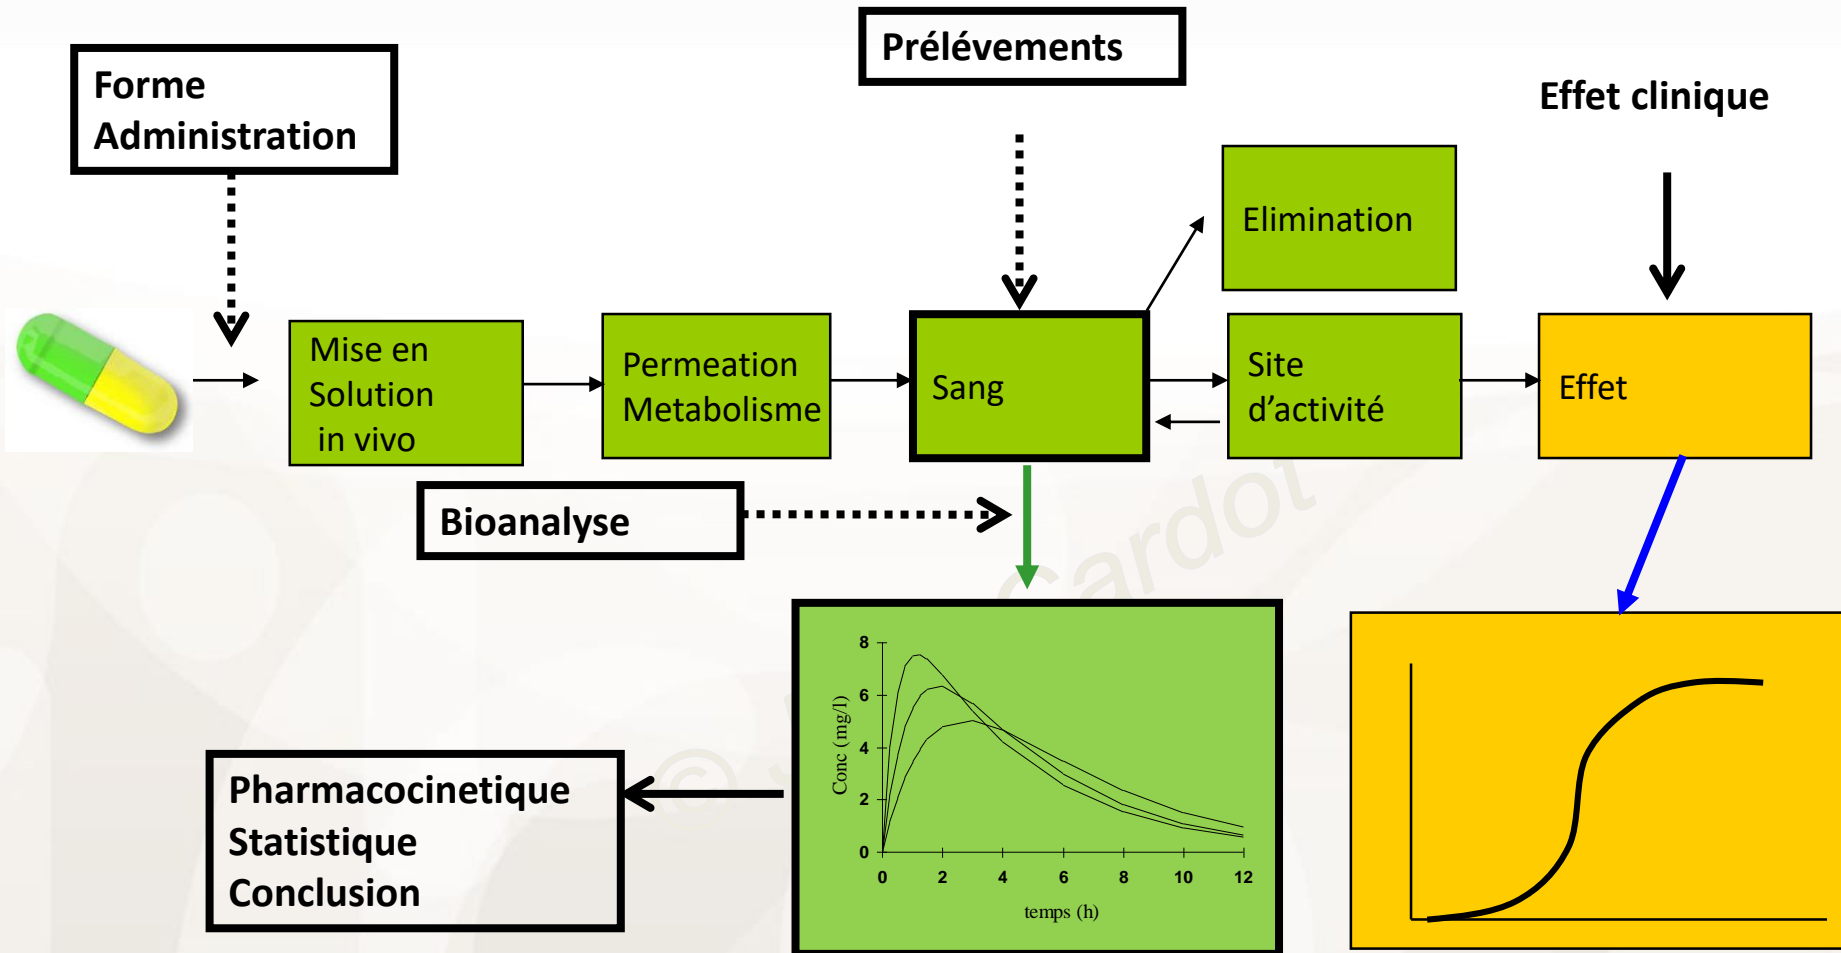 Forme
Administration
Prélévements
Effet clinique
Elimination
Mise en
Solution
in vivo
Permeation
Metabolisme
Sang
Site
d’activité
Effet
Bioanalyse
Cardot
©
Pharmacocinetique
Statistique
Conclusion
Conc (mg/l)
8
6
4
2
0
0 2 4 6 8 10 12
temps (h)